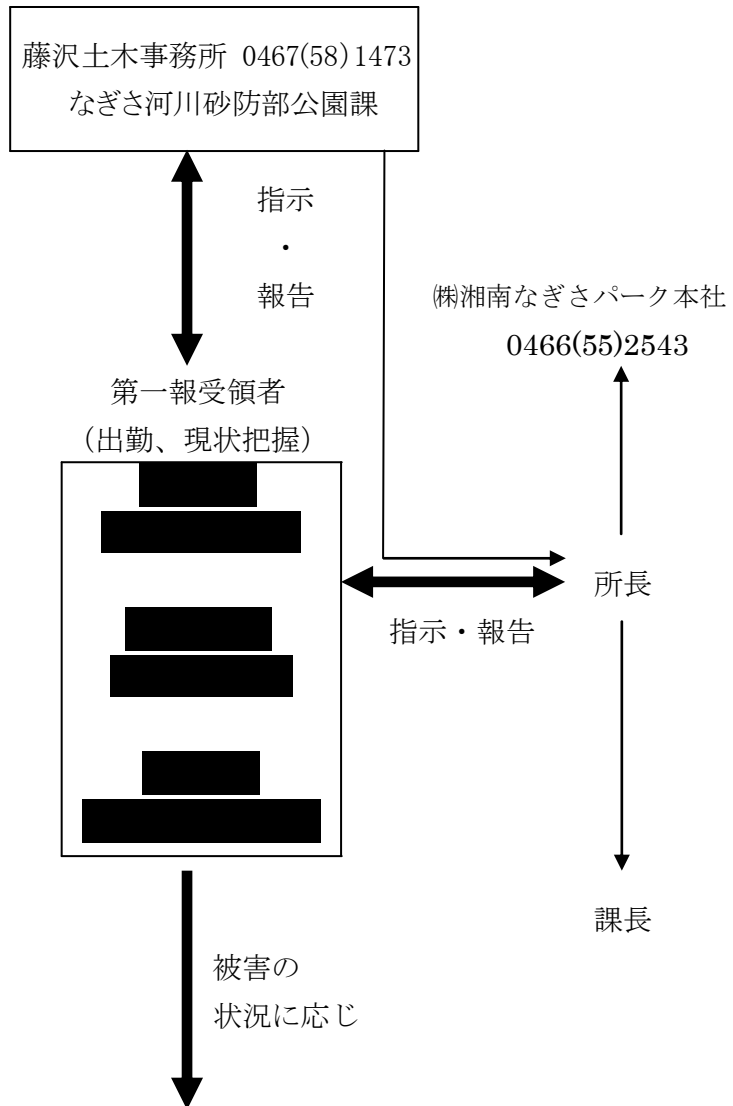 藤沢土木事務所 0467(58)1473
なぎさ河川砂防部公園課
指示
・
報告
㈱湘南なぎさパーク本社
0466(55)2543
第一報受領者
(出勤、現状把握)
所長
指示・報告
課長
被害の
状況に応じ